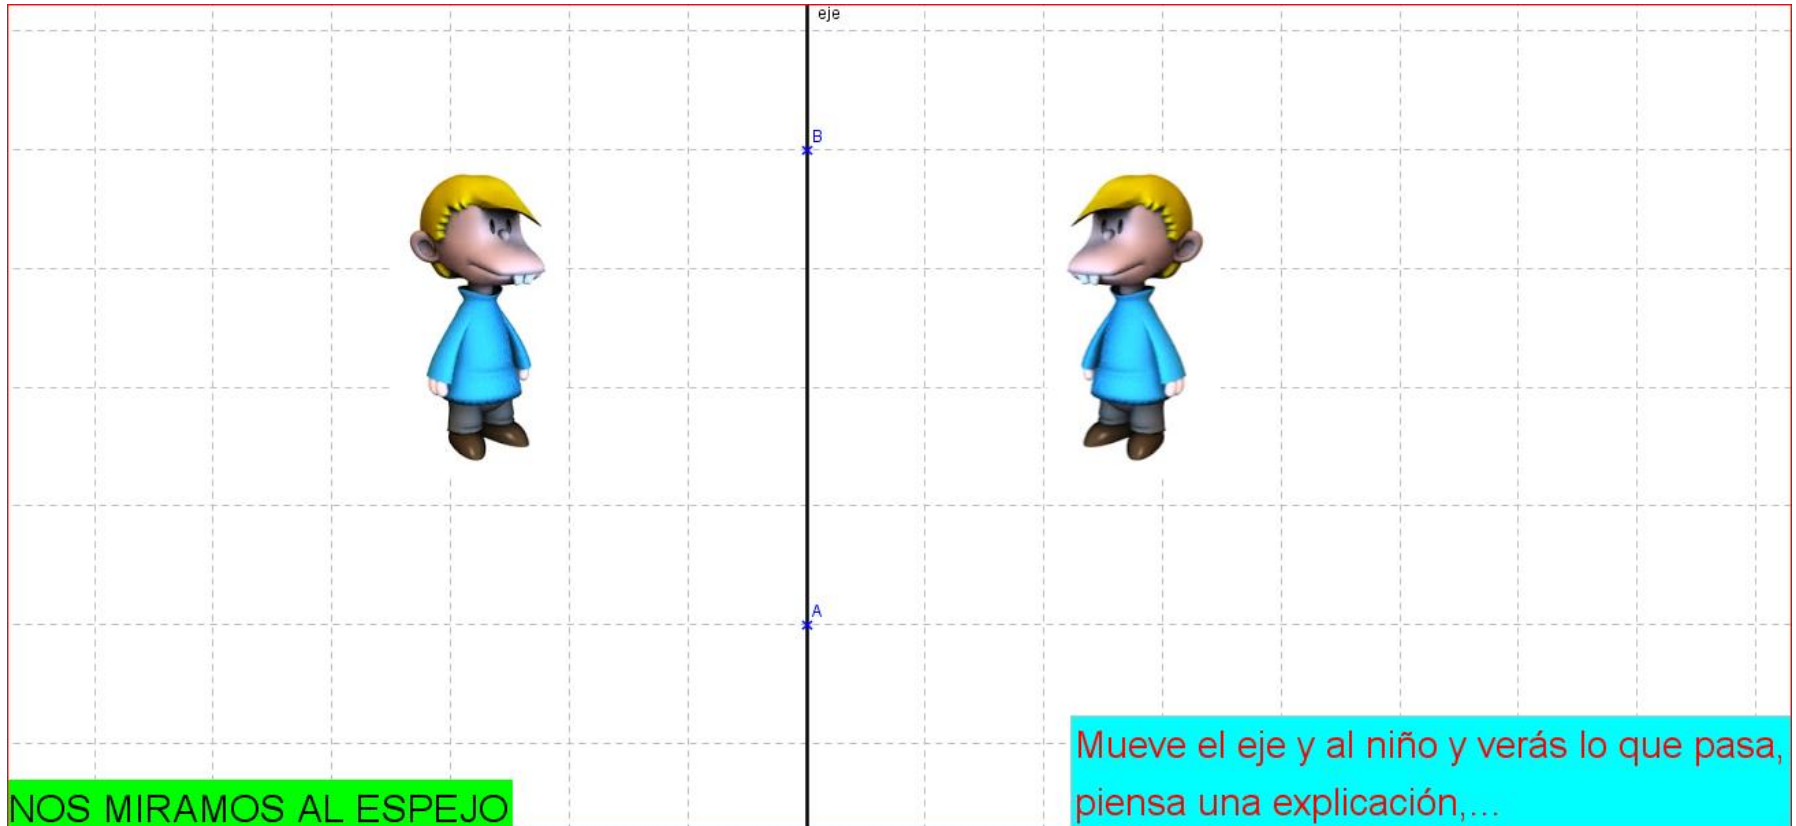 eje
B
A
Mueve el eje y al niño y verás lo que pasa,
piensa una explicación,...
NOS MIRAMOS AL ESPEJO